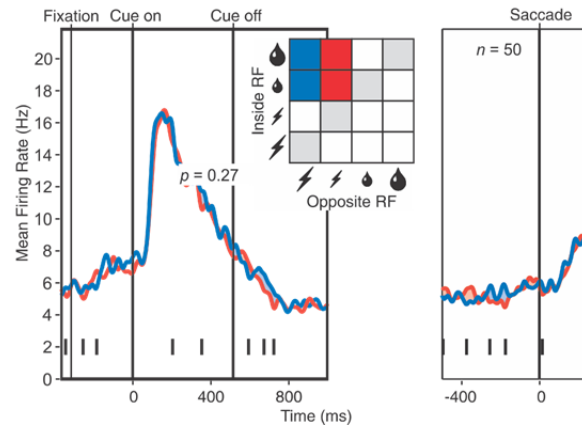 Fixation Cue on Cue off Saccade
Mean Firing Rate (Hz)
20
18
16
14
12
10
8
6
4
2
0
p = 0.27
n = 50
Inside RF
Opposite RF
0 400 800
Time (ms)
-400 0